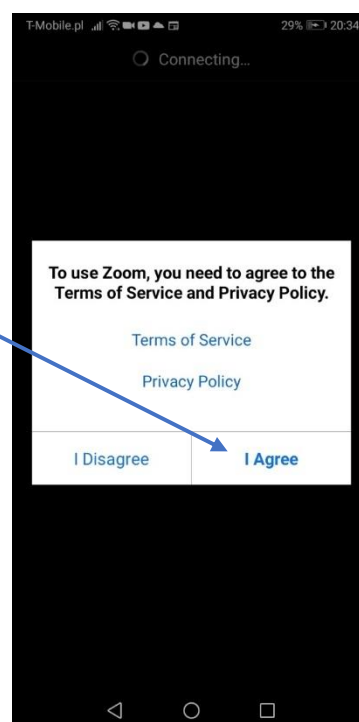 T-Mobile.pl 29% 20:34
Connecting...
To use Zoom, you need to agree to the
Terms of Service and Privacy Policy.
Terms of Service
Privacy Policy
I Disagree I Agree